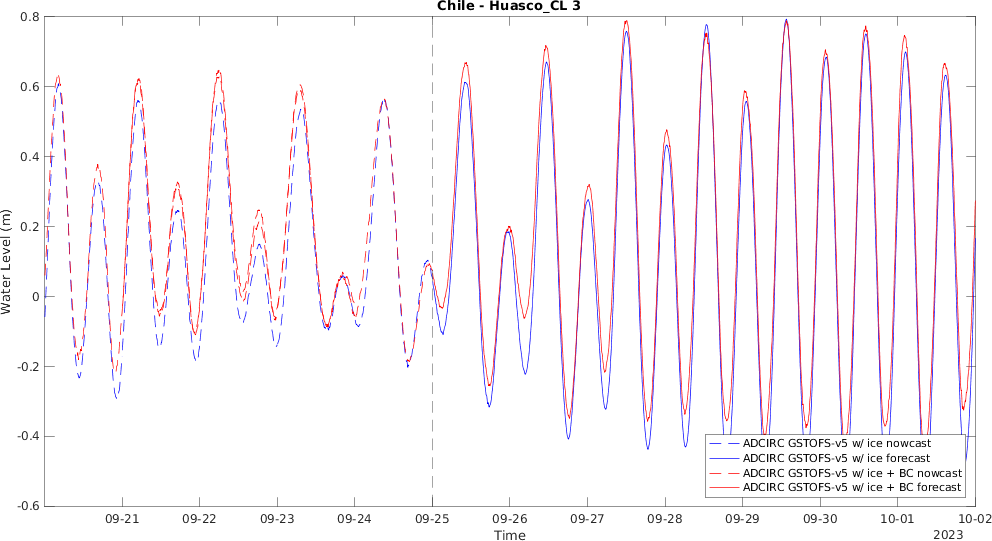 Chile - Huasco_CL 3
Water Level (m)
0.8
0.6
0.4
0.2
0
-0.2
-0.4
-0.6
ADCIRC GSTOFS-v5 w/ ice nowcast
ADCIRC GSTOFS-v5 w/ ice forecast
ADCIRC GSTOFS-v5 w/ ice + BC nowcast
ADCIRC GSTOFS-v5 w/ ice + BC forecast
09-21 09-22 09-23 09-24 09-25 09-26 09-27 09-28 09-29 09-30 10-01 10-02
Time
2023